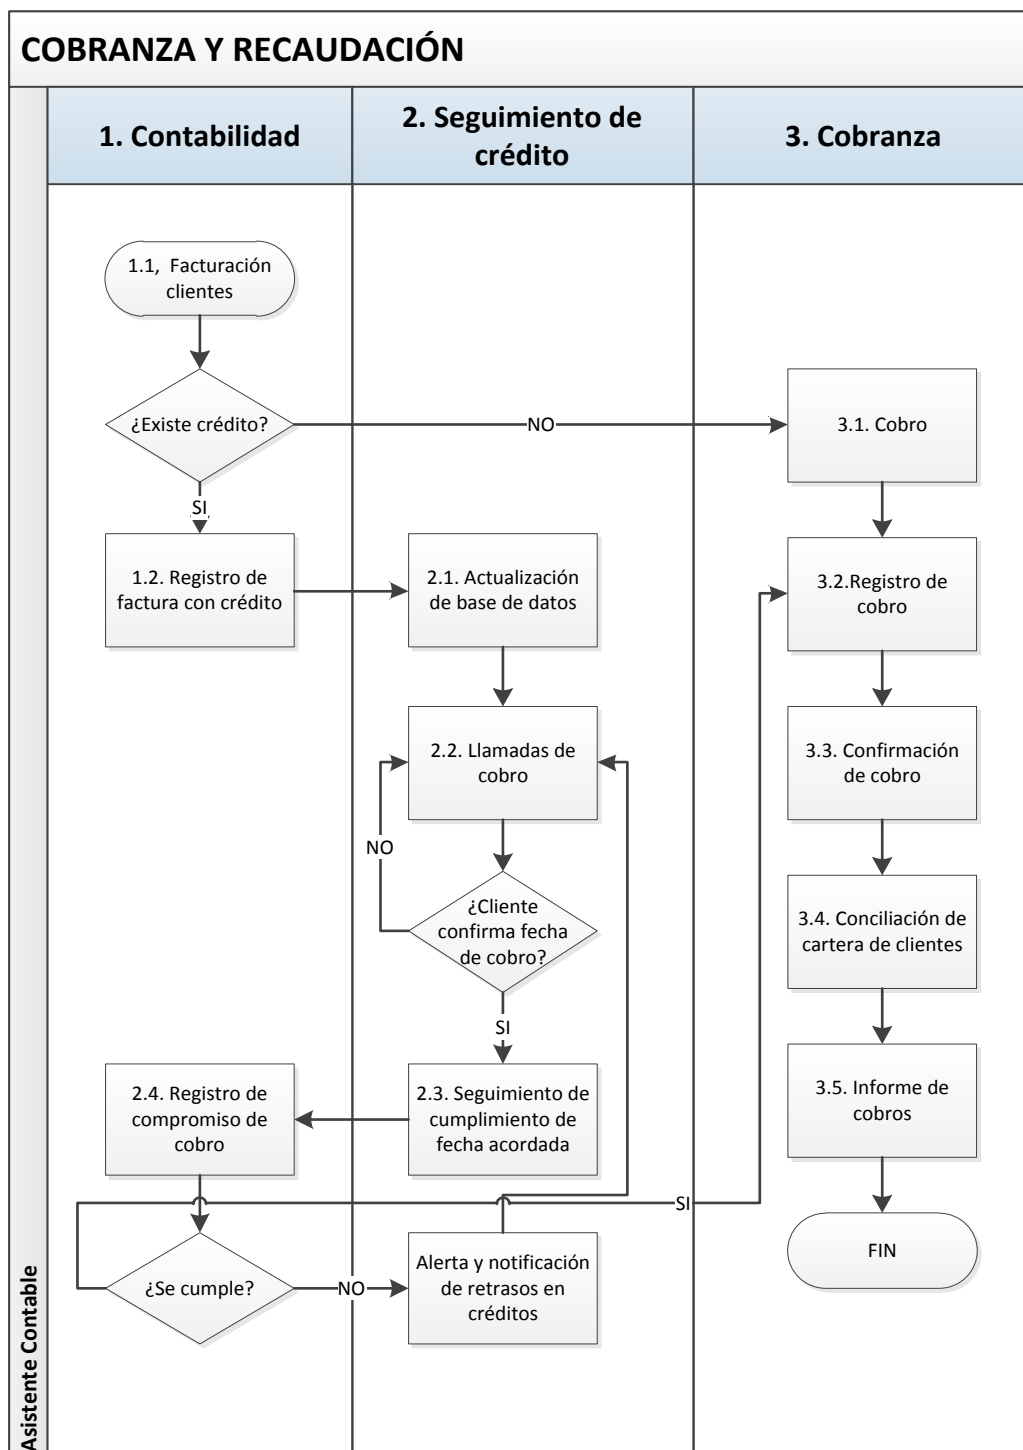 COBRANZA Y RECAUDACIÓN
1. Contabilidad
2. Seguimiento de
crédito
3. Cobranza
1.1, Facturación
clientes
¿Existe crédito?
NO
3.1. Cobro
SI
1.2. Registro de
factura con crédito
2.1. Actualización
de base de datos
3.2.Registro de
cobro
2.2. Llamadas de
cobro
3.3. Confirmación
de cobro
NO
¿Cliente
confirma fecha
de cobro?
3.4. Conciliación de
cartera de clientes
SI
2.4. Registro de
compromiso de
cobro
2.3. Seguimiento de
cumplimiento de
fecha acordada
3.5. Informe de
cobros
SI
¿Se cumple?
NO
Alerta y notificación
de retrasos en
créditos
FIN
Asistente Contable